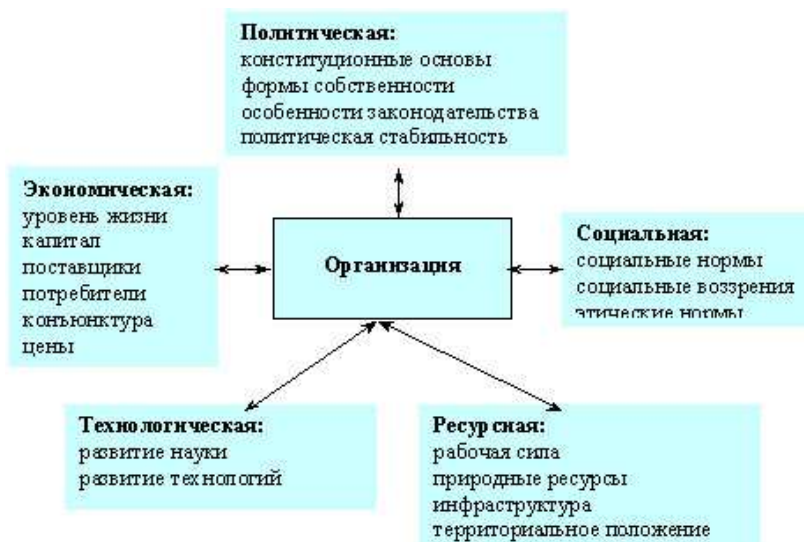 Политическая:
конституционные основы
формы собственности
особенности законодательства
политическая стабильность
Экономическая:
уровень жизни
капитал
поставщики
потребители
конъюнктура
цены
Организация
Социальная:
социальные нормы
социальные воззрения
этические нормы
Технологическая:
развитие науки
развитие технологий
Ресурсная:
рабочая сила
природные ресурсы
инфраструктура
территориальное положение